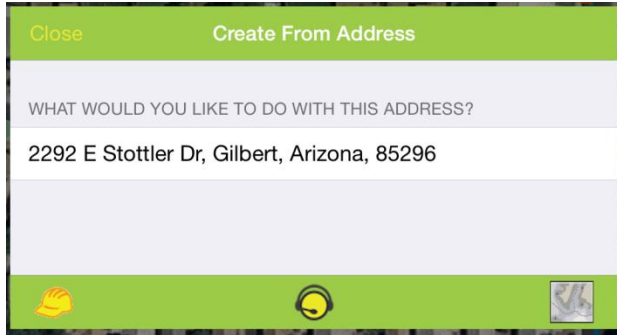 Close
Create From Address
WHAT WOULD YOU LIKE TO DO WITH THIS ADDRESS?
2292 E Stottler Dr, Gilbert, Arizona, 85296